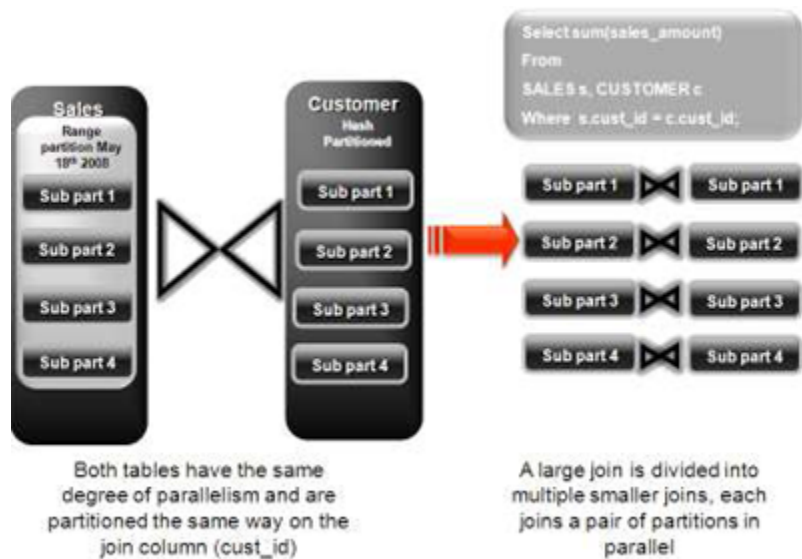 Sales
Range
partition May
18th 2008
Sub part 1
Sub part 2
Sub part 3
Sub part 4
Customer
Hash
Partitioned
Sub part 1
Sub part 2
Sub part 3
Sub part 4
Both tables have the same
degree of parallelism and are
partitioned the same way on the
join column (cust_id)
Select sum(sales_amount)
From
SALES s, CUSTOMER c
Where s.cust_id = c.cust_id;
Sub part 1 Sub part 1
Sub part 2 Sub part 2
Sub part 3 Sub part 3
Sub part 4 Sub part 4
A large join is divided into
multiple smaller joins, each
joins a pair of partitions in
parallel